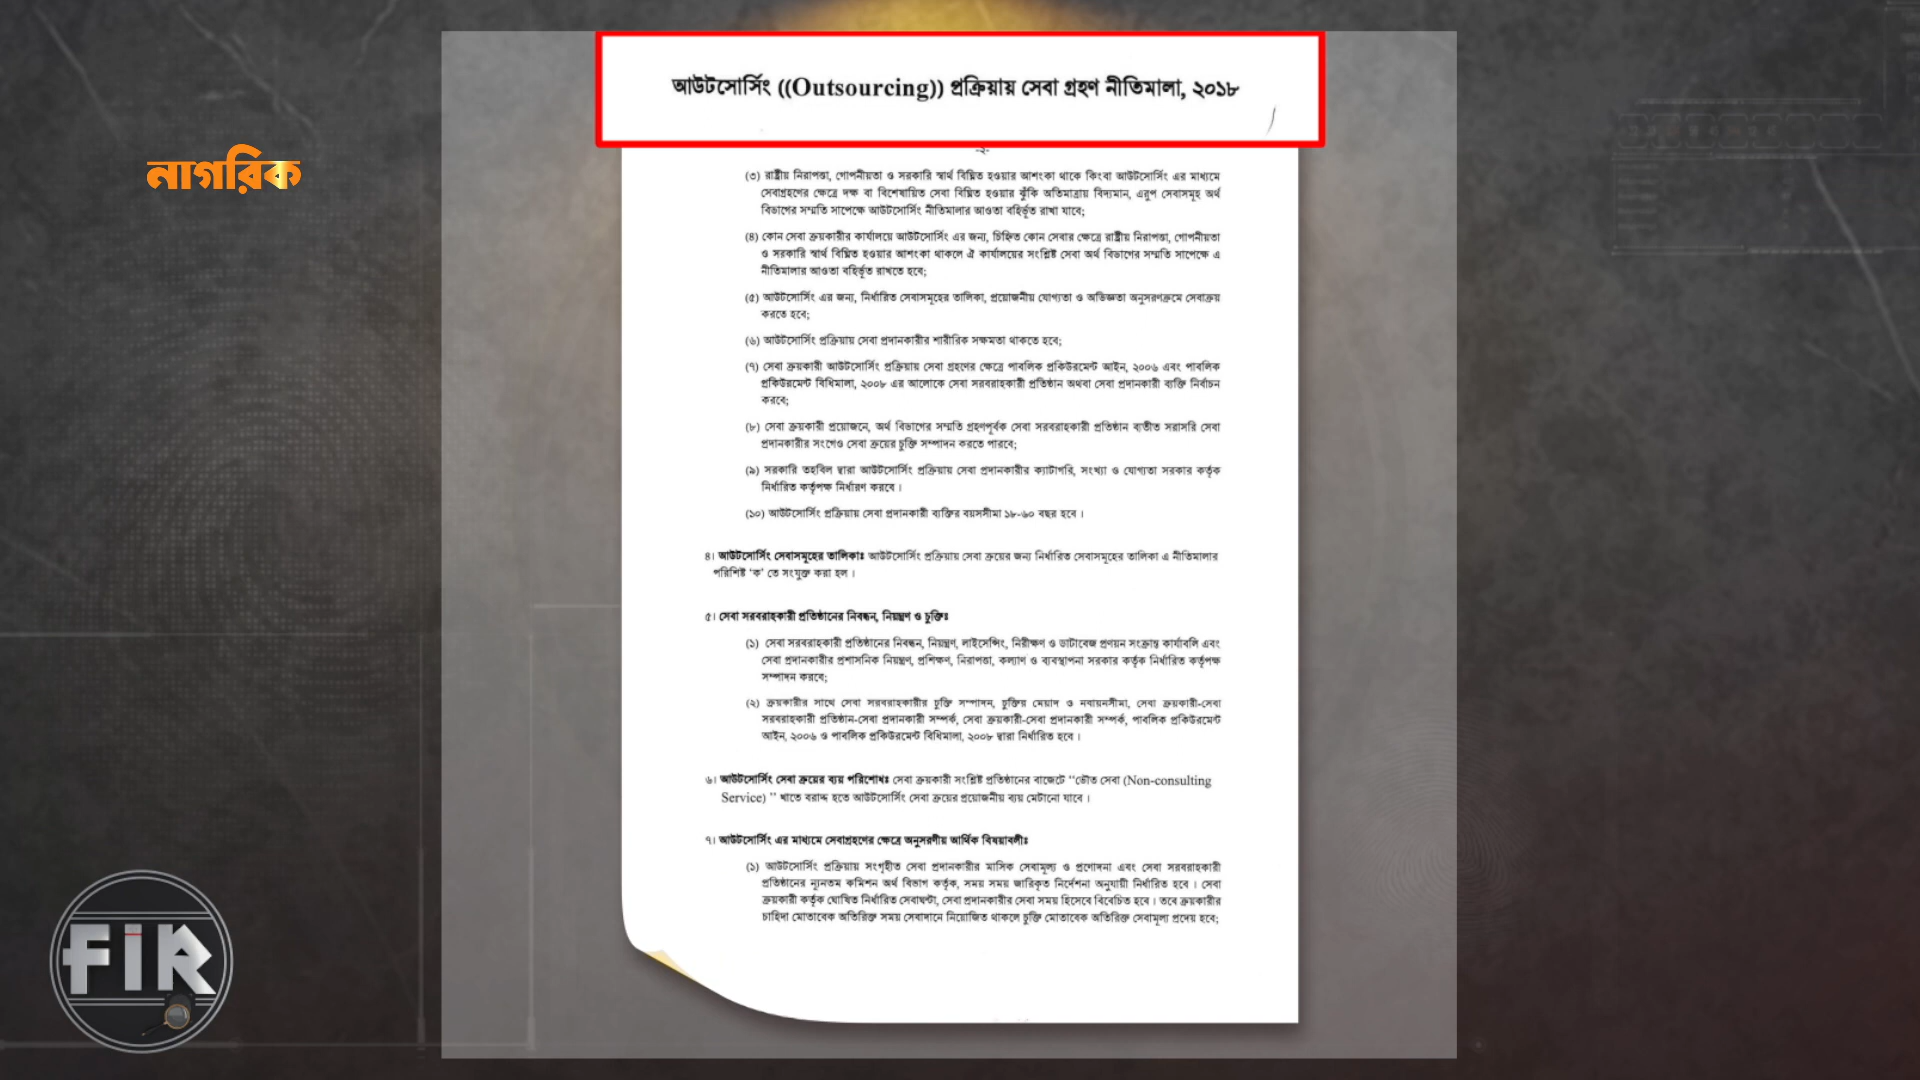 আউটসোর্সিং ((Outsourcing)) প্রক্রিয়ায় সেবা গ্রহণ নীতিমালা, ২০১৮
নাগরিক
-২-
(৩) রাষ্ট্রীয় নিরাপত্তা, গোপনীয়তা ও সরকারি স্বার্থ বিঘ্নিত হওয়ার আশংকা থাকে কিংবা আউটসোর্সিং এর মাধ্যমে
সেবাগ্রহণের ক্ষেত্রে দক্ষ বা বিশেষায়িত সেবা বিঘ্নিত হওয়ার ঝুঁকি অতিমাত্রায় বিদ্যমান, এরুপ সেবাসমূহ অর্থ
বিভাগের সম্মতি সাপেক্ষে আউটসোর্সিং নীতিমালার আওতা বহির্ভূত রাখা যাবে;
(৪) কোন সেবা ক্রয়কারীর কার্যালয়ে আউটসোর্সিং এর জন্য, চিহ্নিত কোন সেবার ক্ষেত্রে রাষ্ট্রীয় নিরাপত্তা, গোপনীয়তা
ও সরকারি স্বার্থ বিঘ্নিত হওয়ার আশংকা থাকলে ঐ কার্যালয়ের সংশ্লিষ্ট সেবা অর্থ বিভাগের সম্মতি সাপেক্ষে এ
নীতিমালার আওতা বহির্ভূত রাখতে হবে;
(৫) আউটসোর্সিং এর জন্য, নির্ধারিত সেবাসমূহের তালিকা, প্রয়োজনীয় যোগ্যতা ও অভিজ্ঞতা অনুসরণক্রমে সেবাক্রয়
করতে হবে;
(৬) আউটসোর্সিং প্রক্রিয়ায় সেবা প্রদানকারীর শারীরিক সক্ষমতা থাকতে হবে;
(৭) সেবা ক্রয়কারী আউটসোর্সিং প্রক্রিয়ায় সেবা গ্রহণের ক্ষেত্রে পাবলিক প্রকিউরমেন্ট আইন, ২০০৬ এবং পাবলিক
প্রকিউরমেন্ট বিধিমালা, ২০০৮ এর আলোকে সেবা সরবরাহকারী প্রতিষ্ঠান অথবা সেবা প্রদানকারী ব্যক্তি নির্বাচন
করবে;
(৮) সেবা ক্রয়কারী প্রয়োজনে, অর্থ বিভাগের সম্মতি গ্রহণপূর্বক সেবা সরবরাহকারী প্রতিষ্ঠান ব্যতীত সরাসরি সেবা
প্রদানকারীর সংগেও সেবা ক্রয়ের চুক্তি সম্পাদন করতে পারবে;
(৯) সরকারি তহবিল দ্বারা আউটসোর্সিং প্রক্রিয়ায় সেবা প্রদানকারীর ক্যাটাগরি, সংখ্যা ও যোগ্যতা সরকার কর্তৃক
নির্ধারিত কর্তৃপক্ষ নির্ধারণ করবে।
(১০) আউটসোর্সিং প্রক্রিয়ায় সেবা প্রদানকারী ব্যক্তির বয়সসীমা ১৮-৬০ বছর হবে।
৪। আউটসোর্সিং সেবাসমূহের তালিকাঃ আউটসোর্সিং প্রক্রিয়ায় সেবা ক্রয়ের জন্য নির্ধারিত সেবাসমূহের তালিকা এ নীতিমালার
পরিশিষ্ট ‘ক’ তে সংযুক্ত করা হল।
৫। সেবা সরবরাহকারী প্রতিষ্ঠানের নিবন্ধন, নিয়ন্ত্রণ ও চুক্তিঃ
(১) সেবা সরবরাহকারী প্রতিষ্ঠানের নিবন্ধন, নিয়ন্ত্রণ, লাইসেন্সিং, নিরীক্ষণ ও ডাটাবেজ প্রণয়ন সংক্রান্ত কার্যাবলি এবং
সেবা প্রদানকারীর প্রশাসনিক নিয়ন্ত্রণ, প্রশিক্ষণ, নিরাপত্তা, কল্যাণ ও ব্যবস্থাপনা সরকার কর্তৃক নির্ধারিত কর্তৃপক্ষ
সম্পাদন করবে;
(২) ক্রয়কারীর সাথে সেবা সরবরাহকারীর চুক্তি সম্পাদন, চুক্তির মেয়াদ ও নবায়নসীমা, সেবা ক্রয়কারী-সেবা
সরবরাহকারী প্রতিষ্ঠান-সেবা প্রদানকারী সম্পর্ক, সেবা ক্রয়কারী-সেবা প্রদানকারী সম্পর্ক, পাবলিক প্রকিউরমেন্ট
আইন, ২০০৬ ও পাবলিক প্রকিউরমেন্ট বিধিমালা, ২০০৮ দ্বারা নির্ধারিত হবে।
৬। আউটসোর্সিং সেবা ক্রয়ের ব্যয় পরিশোধঃ সেবা ক্রয়কারী সংশ্লিষ্ট প্রতিষ্ঠানের বাজেটে ‘‘ভৌত সেবা (Non-consulting
Service) ’’ খাতে বরাদ্দ হতে আউটসোর্সিং সেবা ক্রয়ের প্রয়োজনীয় ব্যয় মেটানো যাবে।
৭। আউটসোর্সিং এর মাধ্যমে সেবাগ্রহণের ক্ষেত্রে অনুসরণীয় আর্থিক বিষয়াবলীঃ
(১) আউটসোর্সিং প্রক্রিয়ায় সংগৃহীত সেবা প্রদানকারীর মাসিক সেবামূল্য ও প্রণোদনা এবং সেবা সরবরাহকারী
প্রতিষ্ঠানের ন্যূনতম কমিশন অর্থ বিভাগ কর্তৃক, সময় সময় জারিকৃত নির্দেশনা অনুযায়ী নির্ধারিত হবে। সেবা
ক্রয়কারী কর্তৃক ঘোষিত নির্ধারিত সেবাঘন্টা, সেবা প্রদানকারীর সেবা সময় হিসেবে বিবেচিত হবে। তবে ক্রয়কারীর
চাহিদা মোতাবেক অতিরিক্ত সময় সেবাদানে নিয়োজিত থাকলে চুক্তি মোতাবেক অতিরিক্ত সেবামূল্য প্রদেয় হবে;
FIR